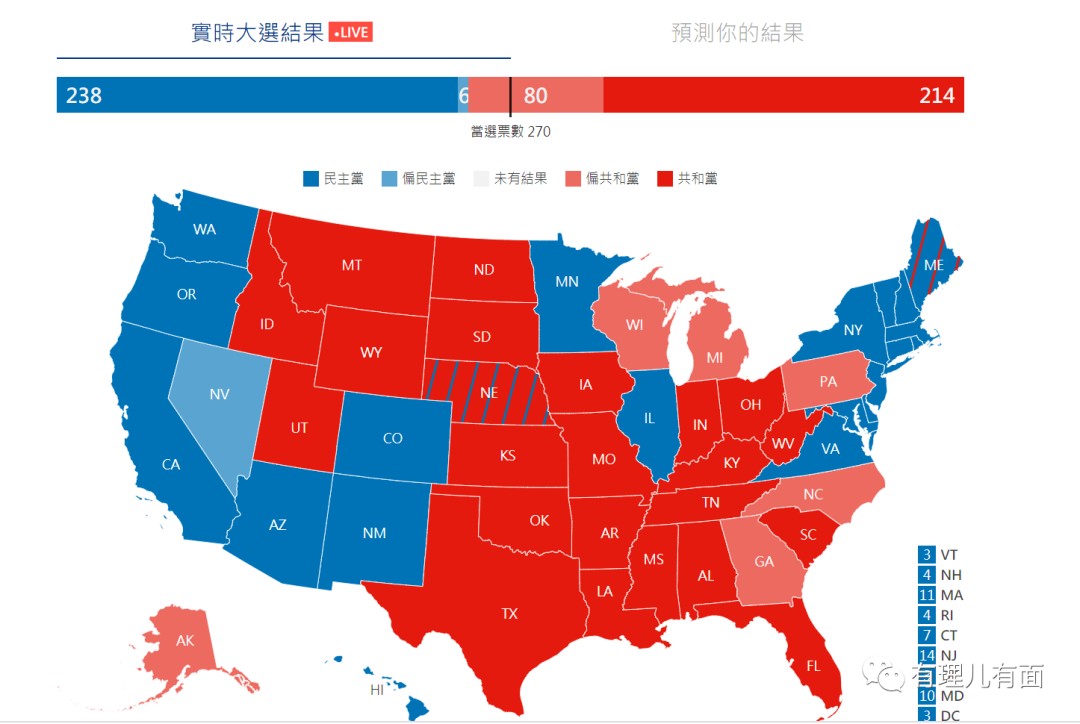 實時大選結果 •LIVE
預測你的結果
238
6
80
214
當選票數 270
民主黨
偏民主黨
未有結果
偏共和黨
共和黨
WA
MT
ND
MN
ME
OR
ID
SD
WI
NY
WY
MI
NV
NE
IA
PA
UT
CO
IL
IN
OH
WV
VA
CA
KS
MO
KY
AZ
NM
OK
TN
NC
AR
SC
MS
AL
GA
TX
LA
FL
AK
HI
3 VT
4 NH
11 MA
4 RI
7 CT
14 NJ
有理儿有面
10 MD
3 DC